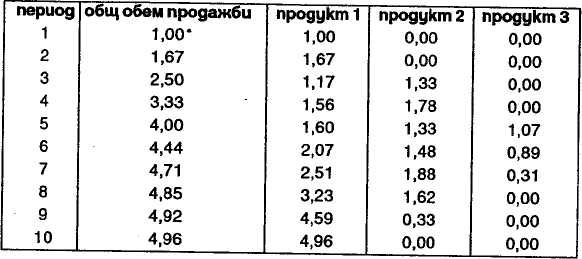 период общ обем продажби продукт 1 продукт 2 продукт 3
1 1,00* 1,00 0,00 0,00
2 1,67 1,67 0,00 0,00
3 2,50 1,17 1,33 0,00
4 3,33 1,56 1,78 0,00
5 4,00 1,60 1,33 1,07
6 4,44 2,07 1,48 0,89
7 4,71 2,51 1,88 0,31
8 4,85 3,23 1,62 0,00
9 4,92 4,59 0,33 0,00
10 4,96 4,96 0,00 0,00